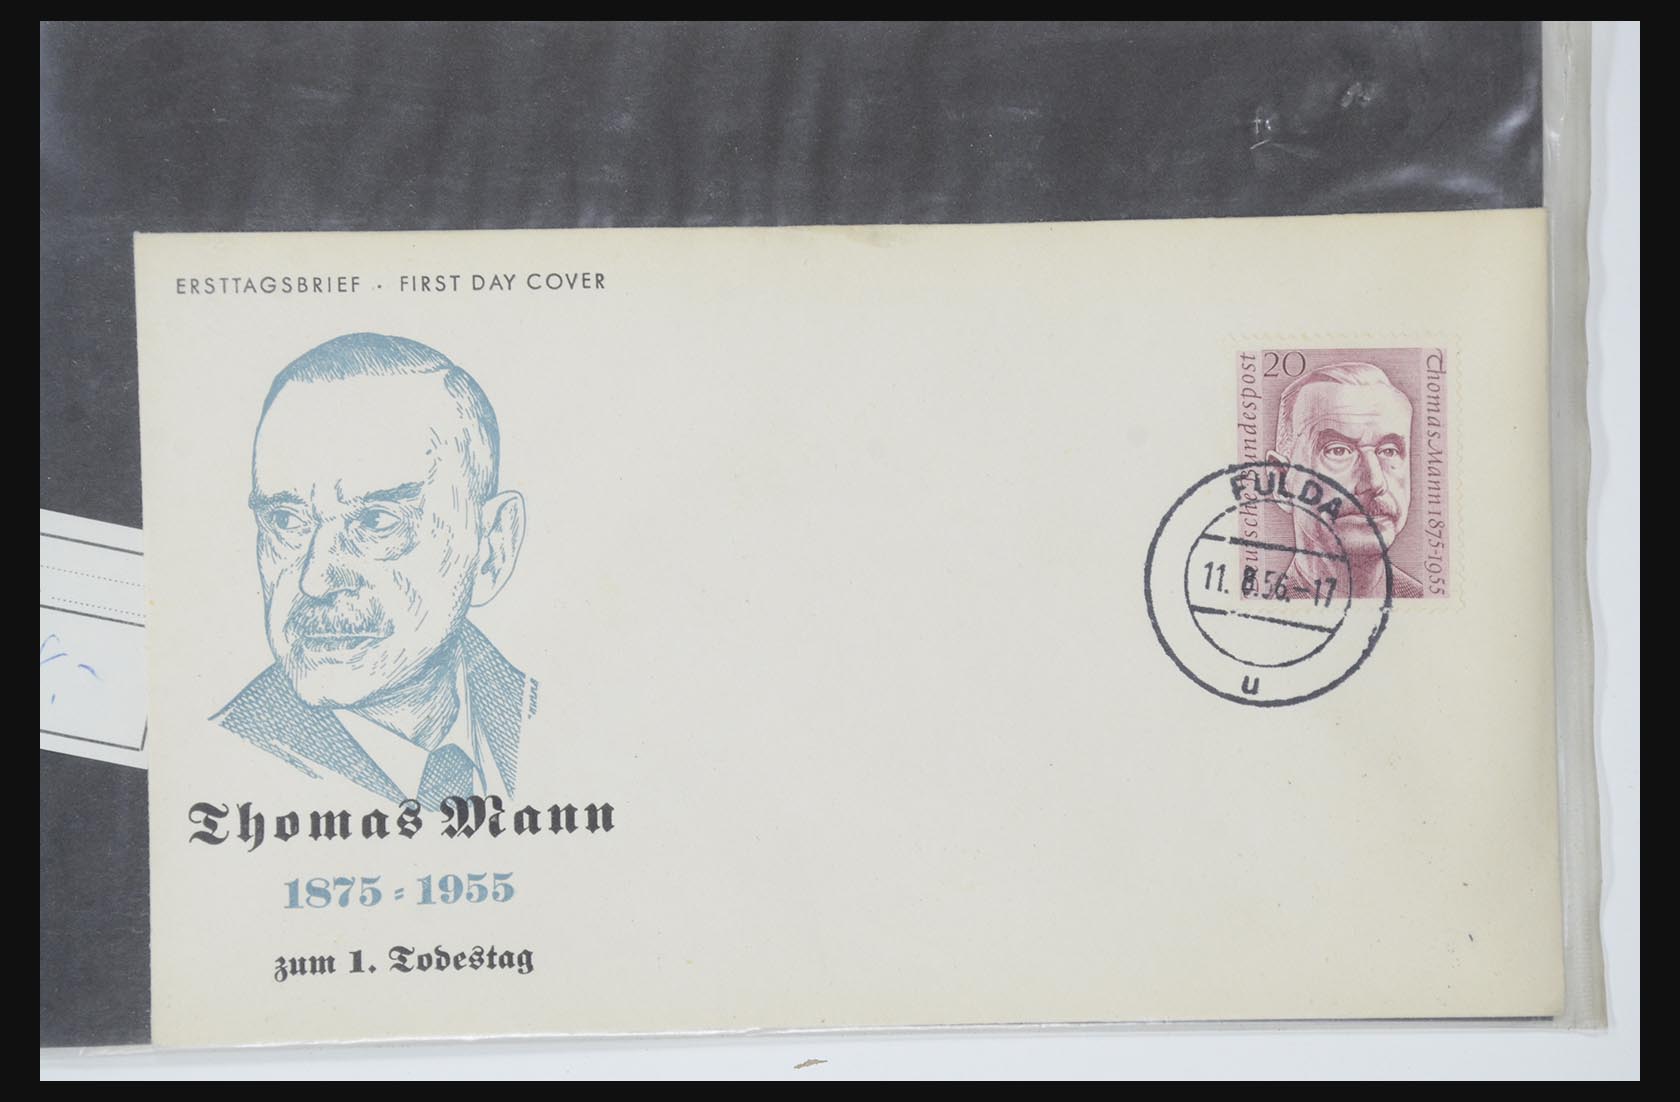 ERSTTAGSBRIEF · FIRST DAY COVER
20
Deutsche Bundespost
Thomas Mann 1875-1955
FULDA
11. 8.56.-17
u
Thomas Mann
1875-1955
zum 1. Todestag